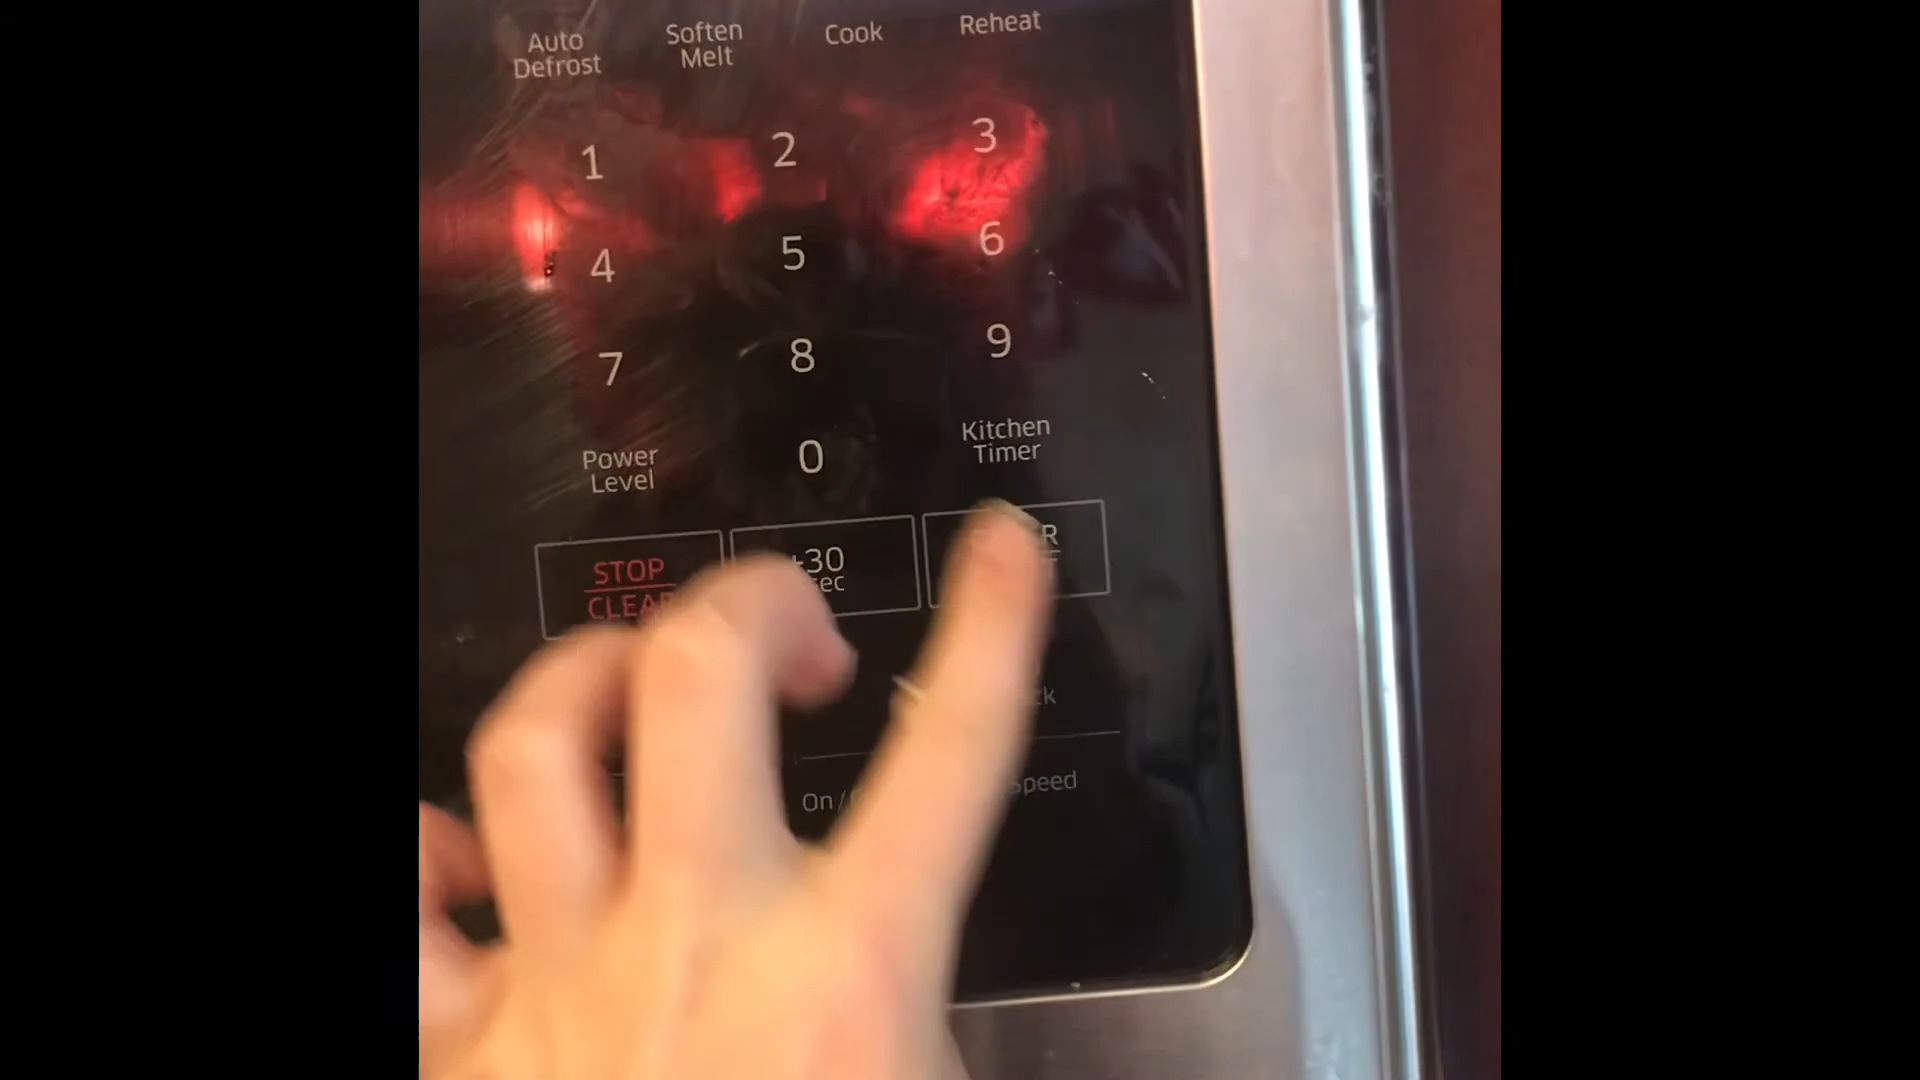 Auto
Defrost
Soften
Melt
Cook
Reheat
1
2
3
4
5
6
7
8
9
Power
Level
0
Kitchen
Timer
STOP
CLEAR
+30
sec
On /
Speed